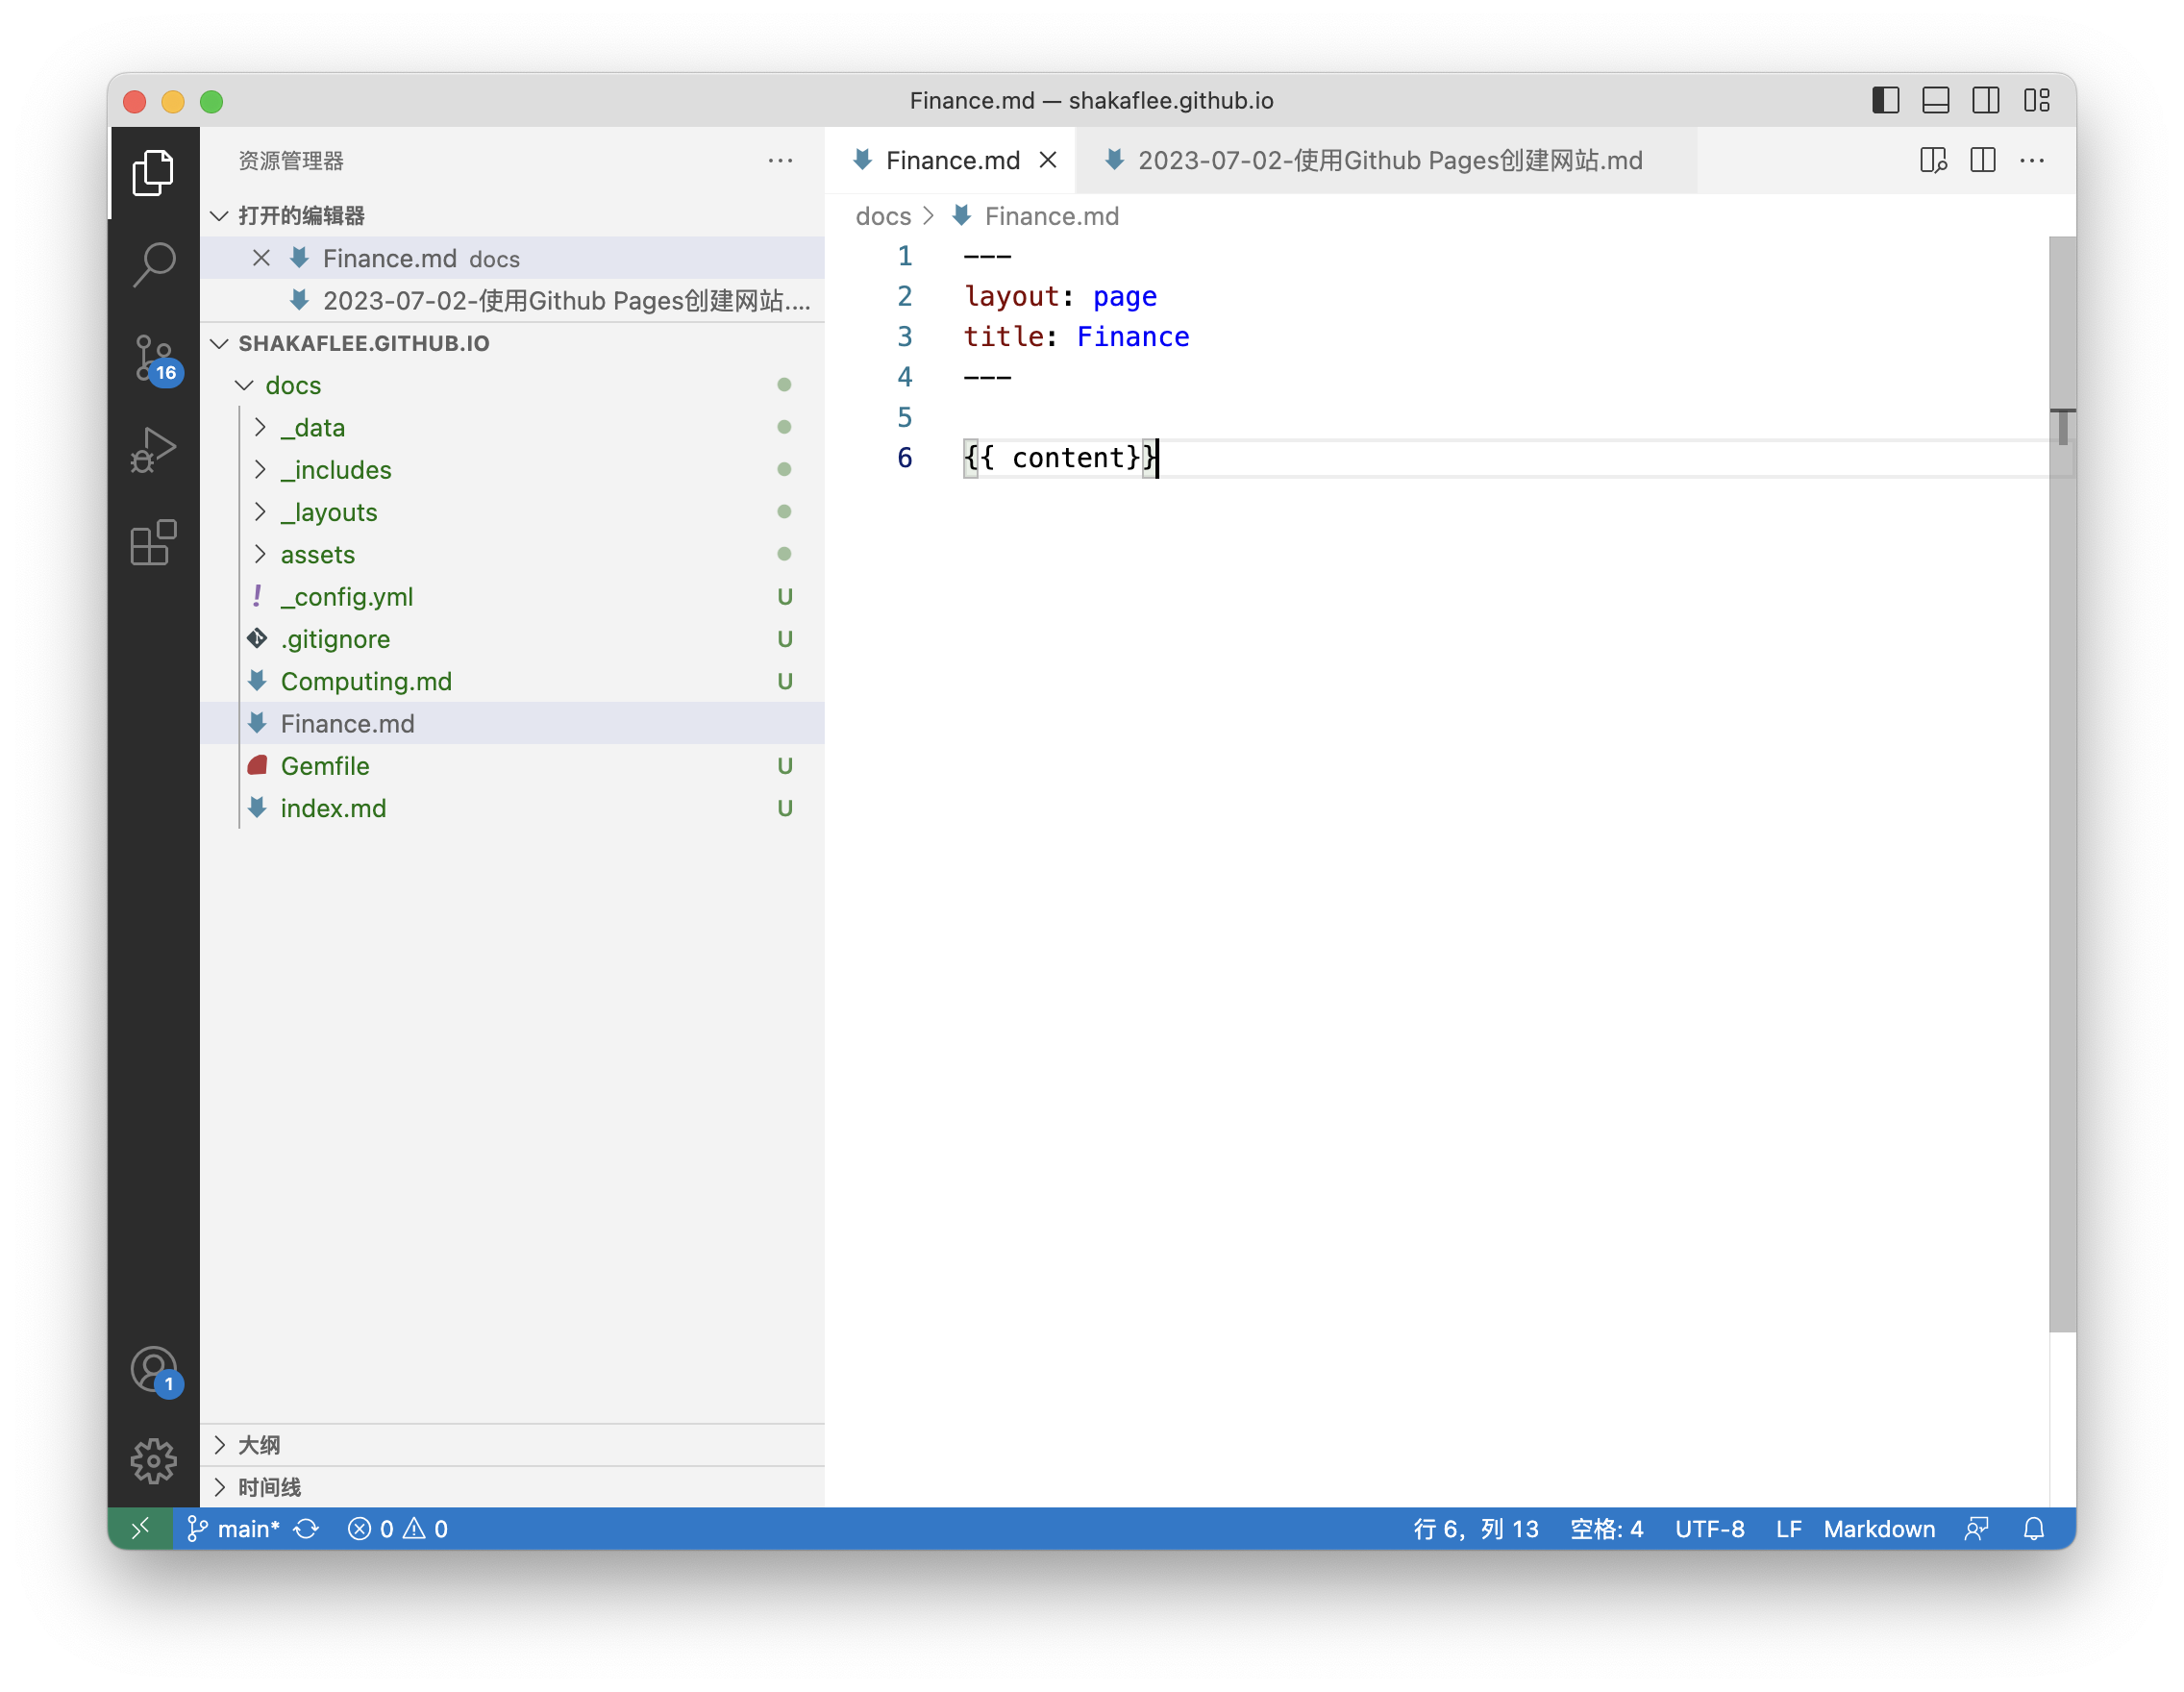 Finance.md — shakaflee.github.io
资源管理器
打开的编辑器
Finance.md docs
2023-07-02-使用Github Pages创建网站....
SHAKAFLEE.GITHUB.IO
docs
_data
_includes
_layouts
assets
_config.yml U
.gitignore U
Computing.md U
Finance.md
Gemfile U
index.md U
大纲
时间线
16
1
Finance.md
2023-07-02-使用Github Pages创建网站.md
docs > Finance.md
1 ---
2 layout: page
3 title: Finance
4 ---
5
6 {{ content}}
main* 0 0
行 6，列 13 空格: 4 UTF-8 LF Markdown